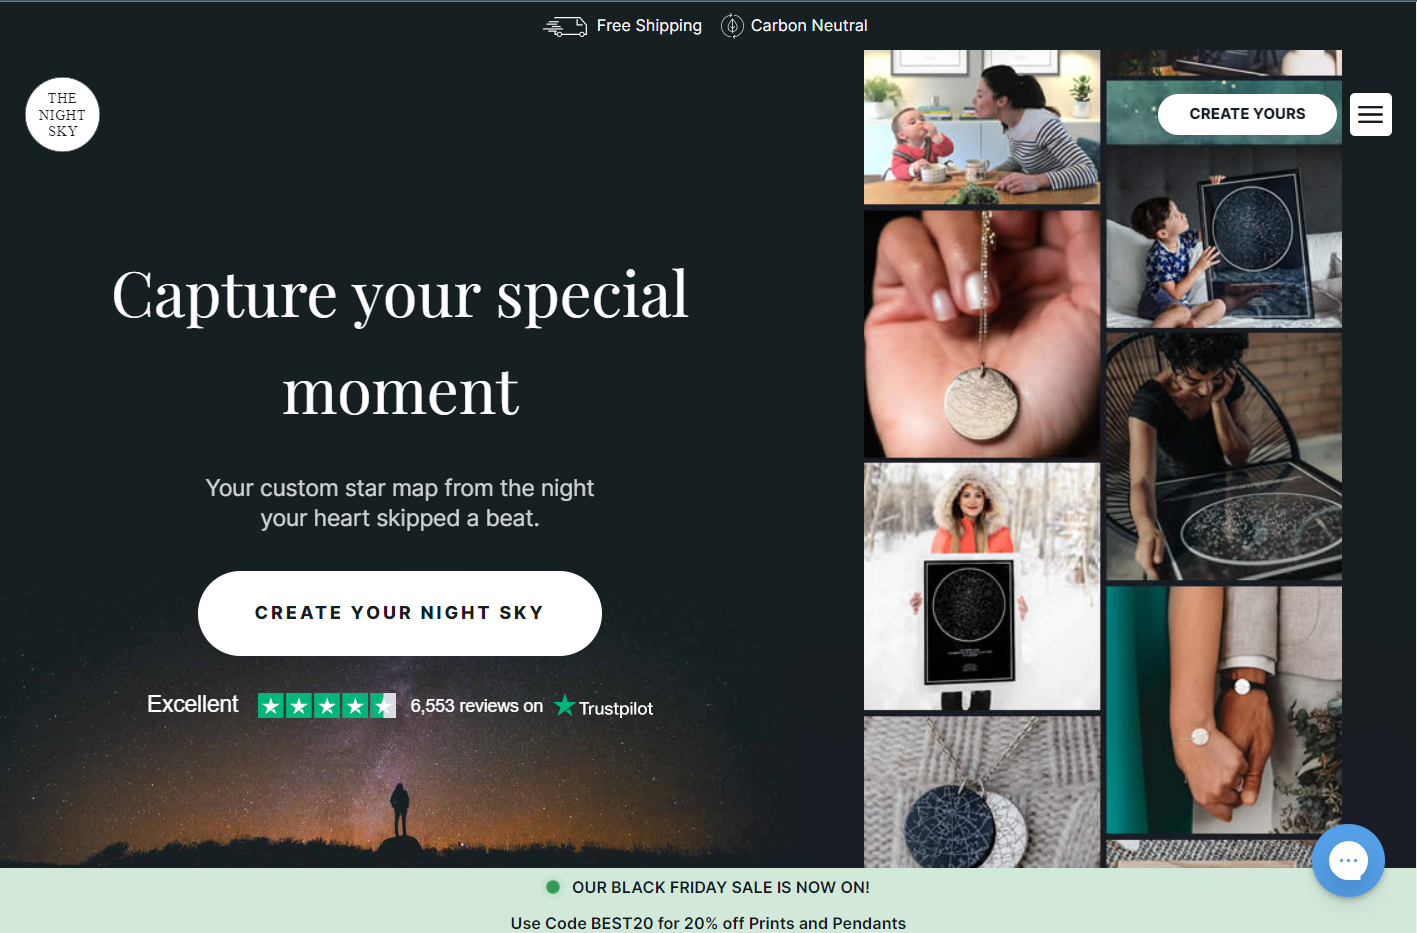 Free Shipping
Carbon Neutral
THE
NIGHT
SKY
CREATE YOURS
Capture your special
moment
Your custom star map from the night
your heart skipped a beat.
CREATE YOUR NIGHT SKY
Excellent
6,553 reviews on
Trustpilot
OUR BLACK FRIDAY SALE IS NOW ON!
Use Code BEST20 for 20% off Prints and Pendants